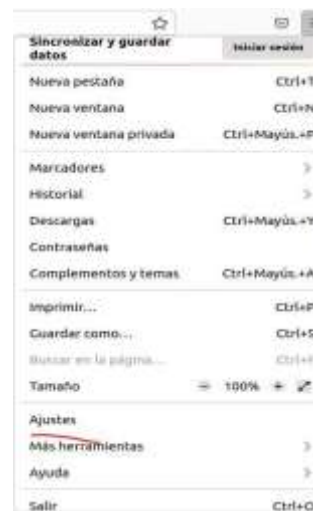 Sincronizar y guardar datos
Iniciar sesión
Nueva pestaña Ctrl+T
Nueva ventana Ctrl+N
Nueva ventana privada Ctrl+Mayús.+P
Marcadores
Historial
Descargas Ctrl+Mayús.+Y
Contraseñas
Complementos y temas Ctrl+Mayús.+A
Imprimir... Ctrl+P
Guardar como... Ctrl+S
Buscar en la página... Ctrl+F
Tamaño 100%
Ajustes
Más herramientas
Ayuda
Salir Ctrl+Q